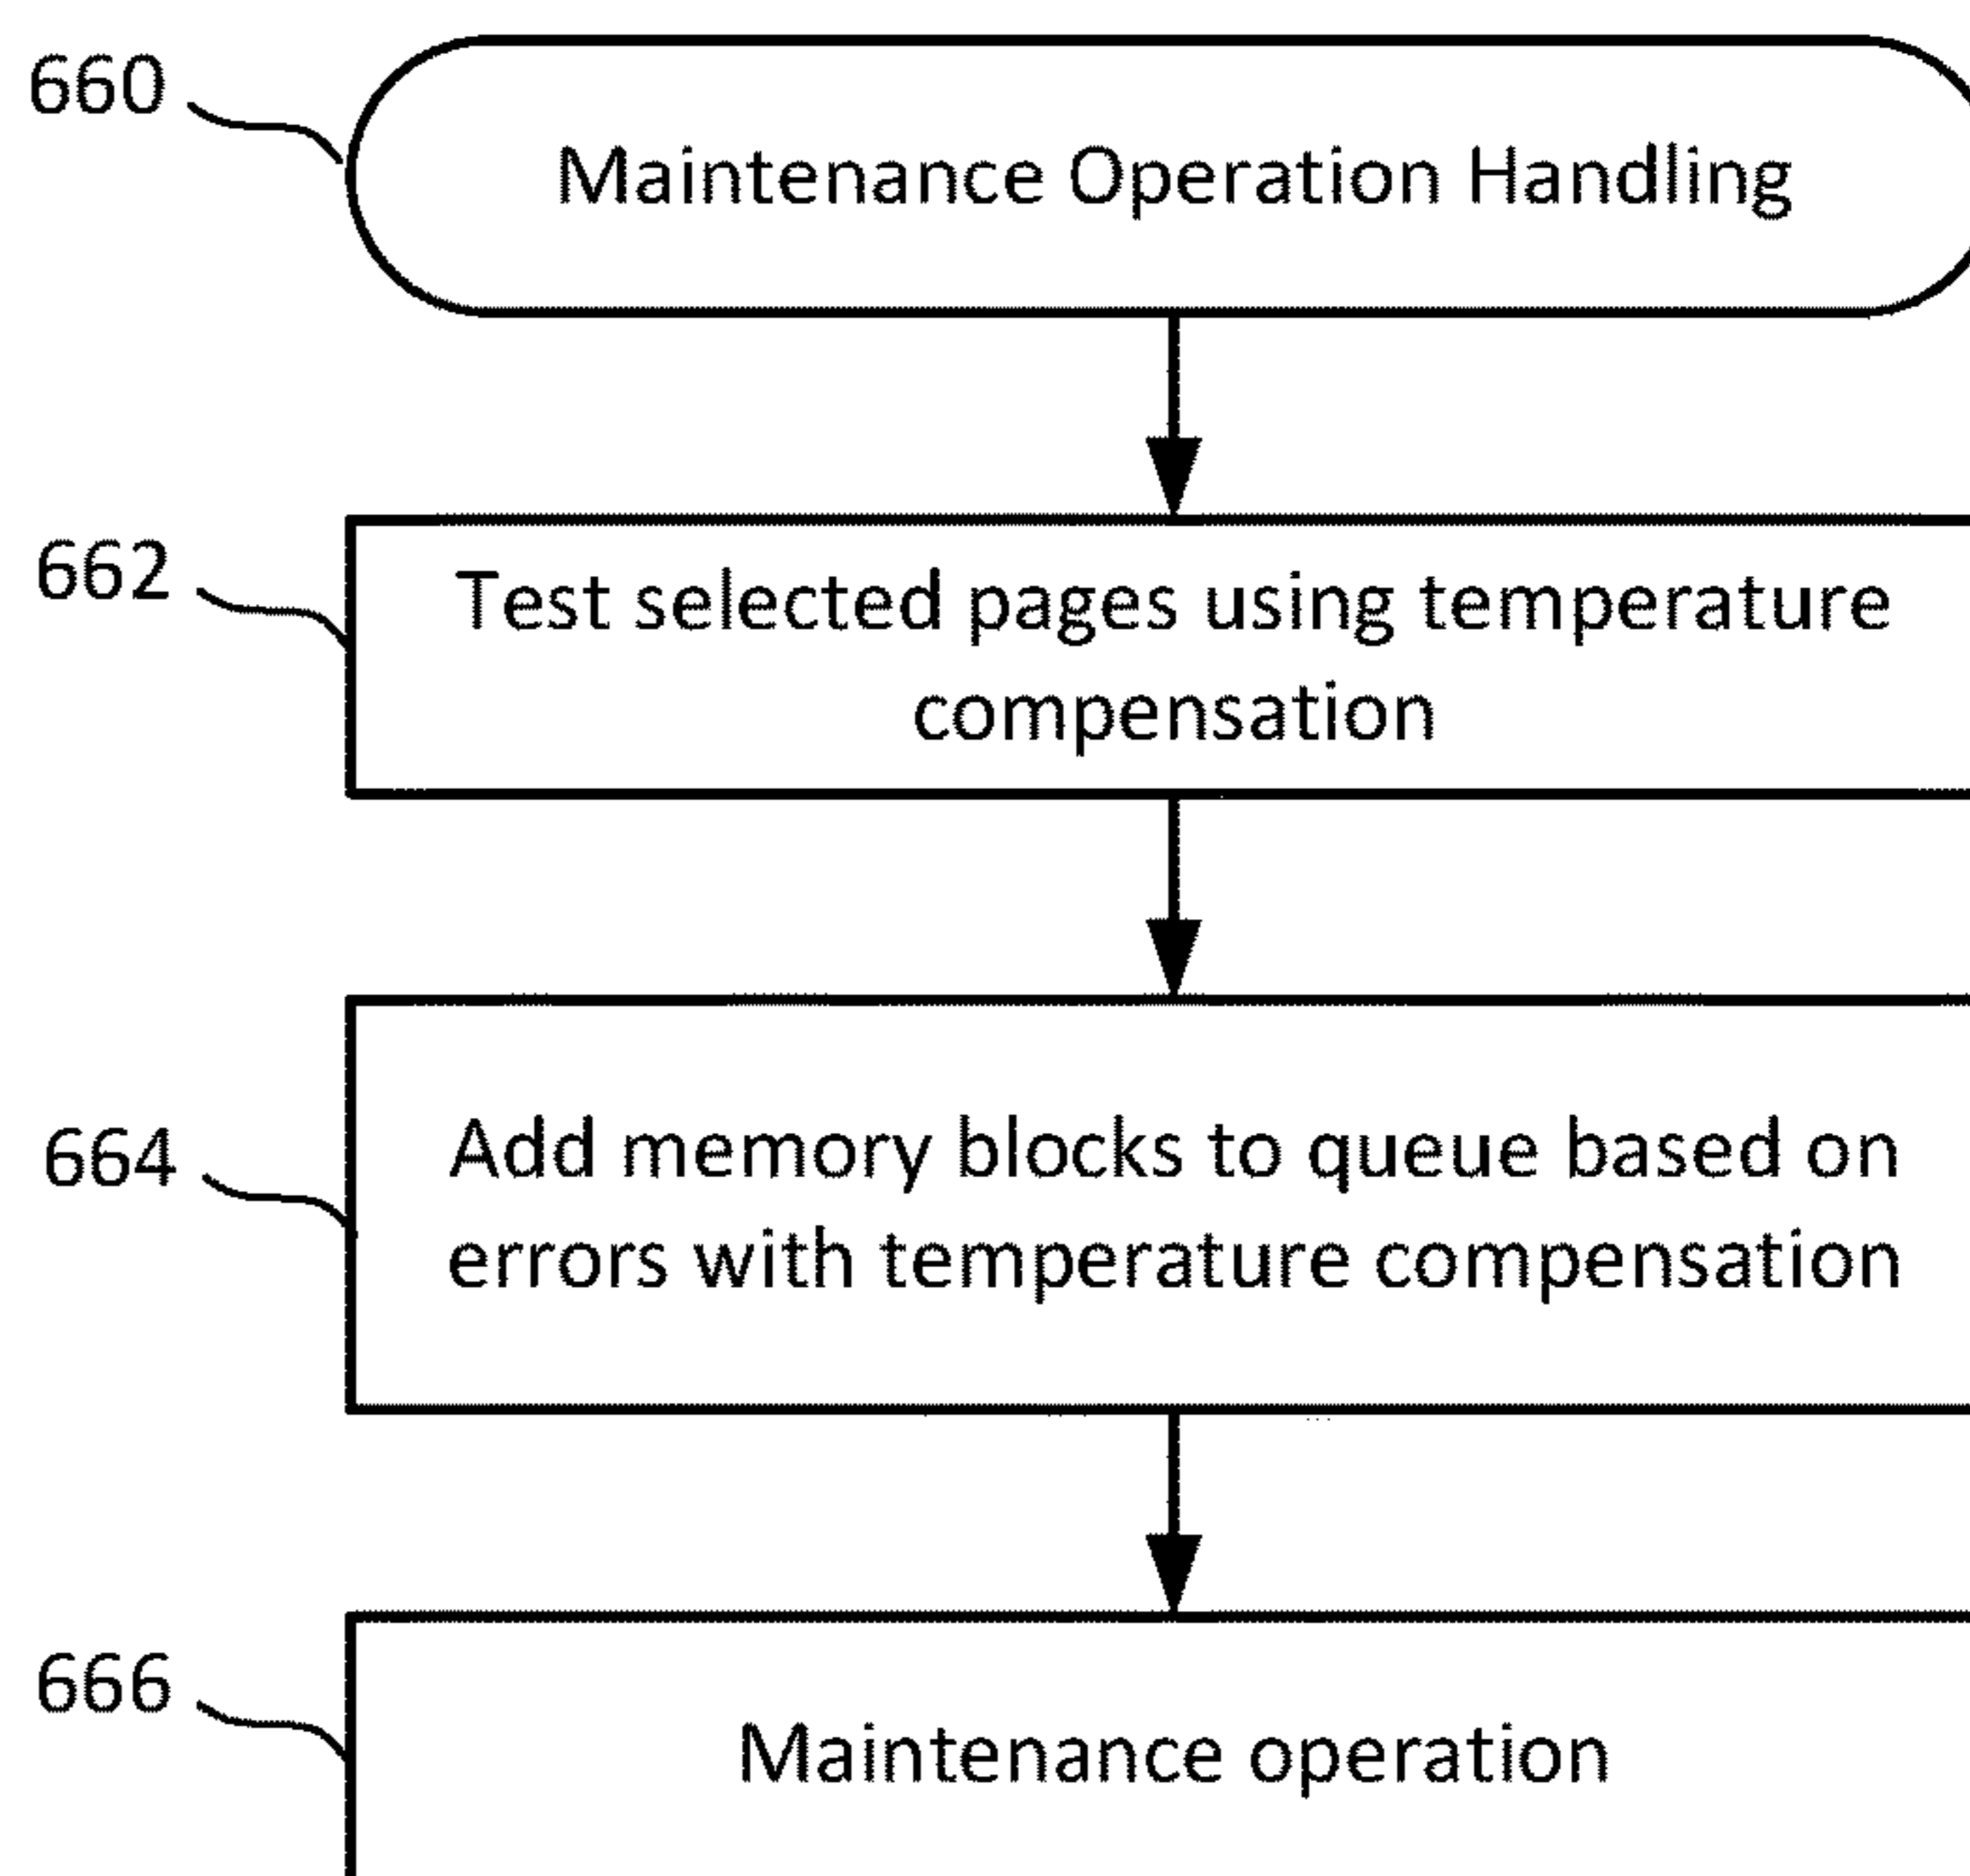 660
Maintenance Operation Handling
662
Test selected pages using temperature
compensation
664
Add memory blocks to queue based on
errors with temperature compensation
666
Maintenance operation